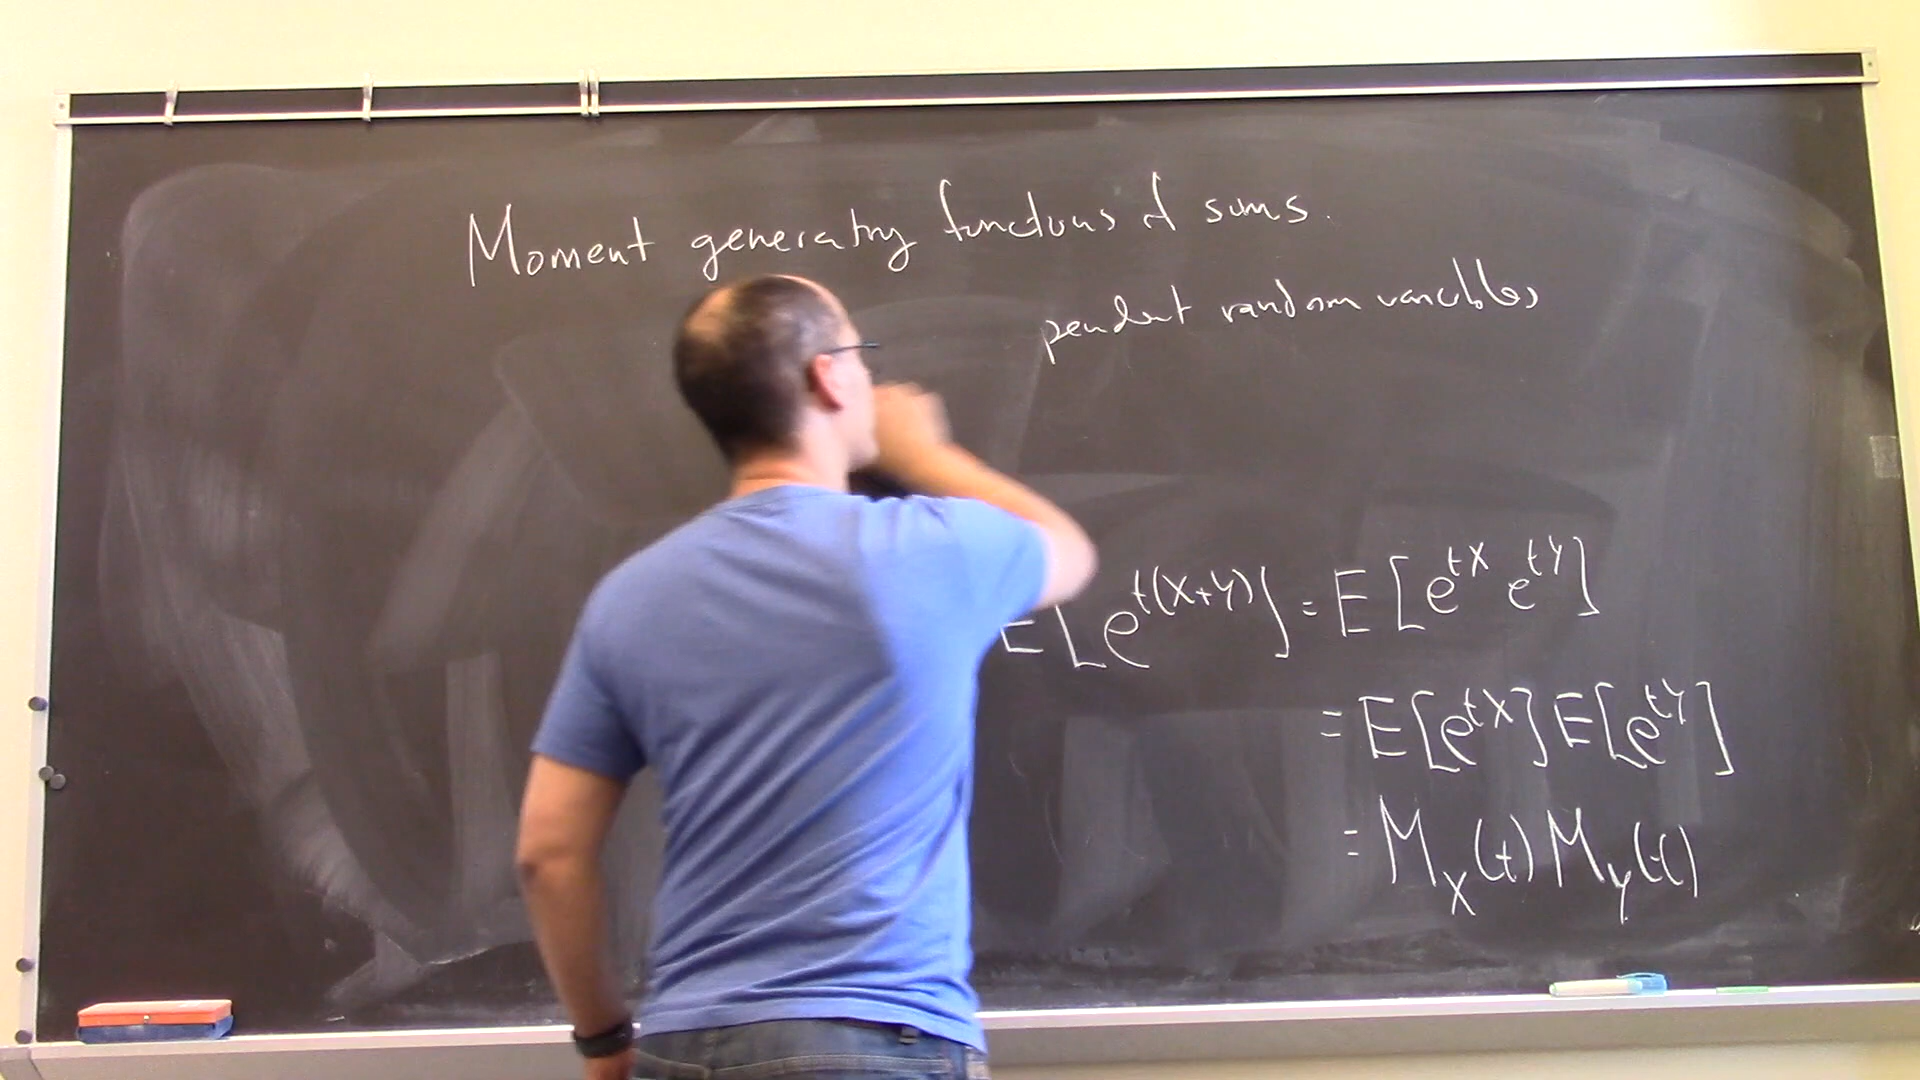 Moment generating functions of sums.
pendent random variables
E[e^{t(X+Y)}] = E[e^{tX} e^{tY}]
= E[e^{tX}] E[e^{tY}]
= M_X(t) M_Y(t)